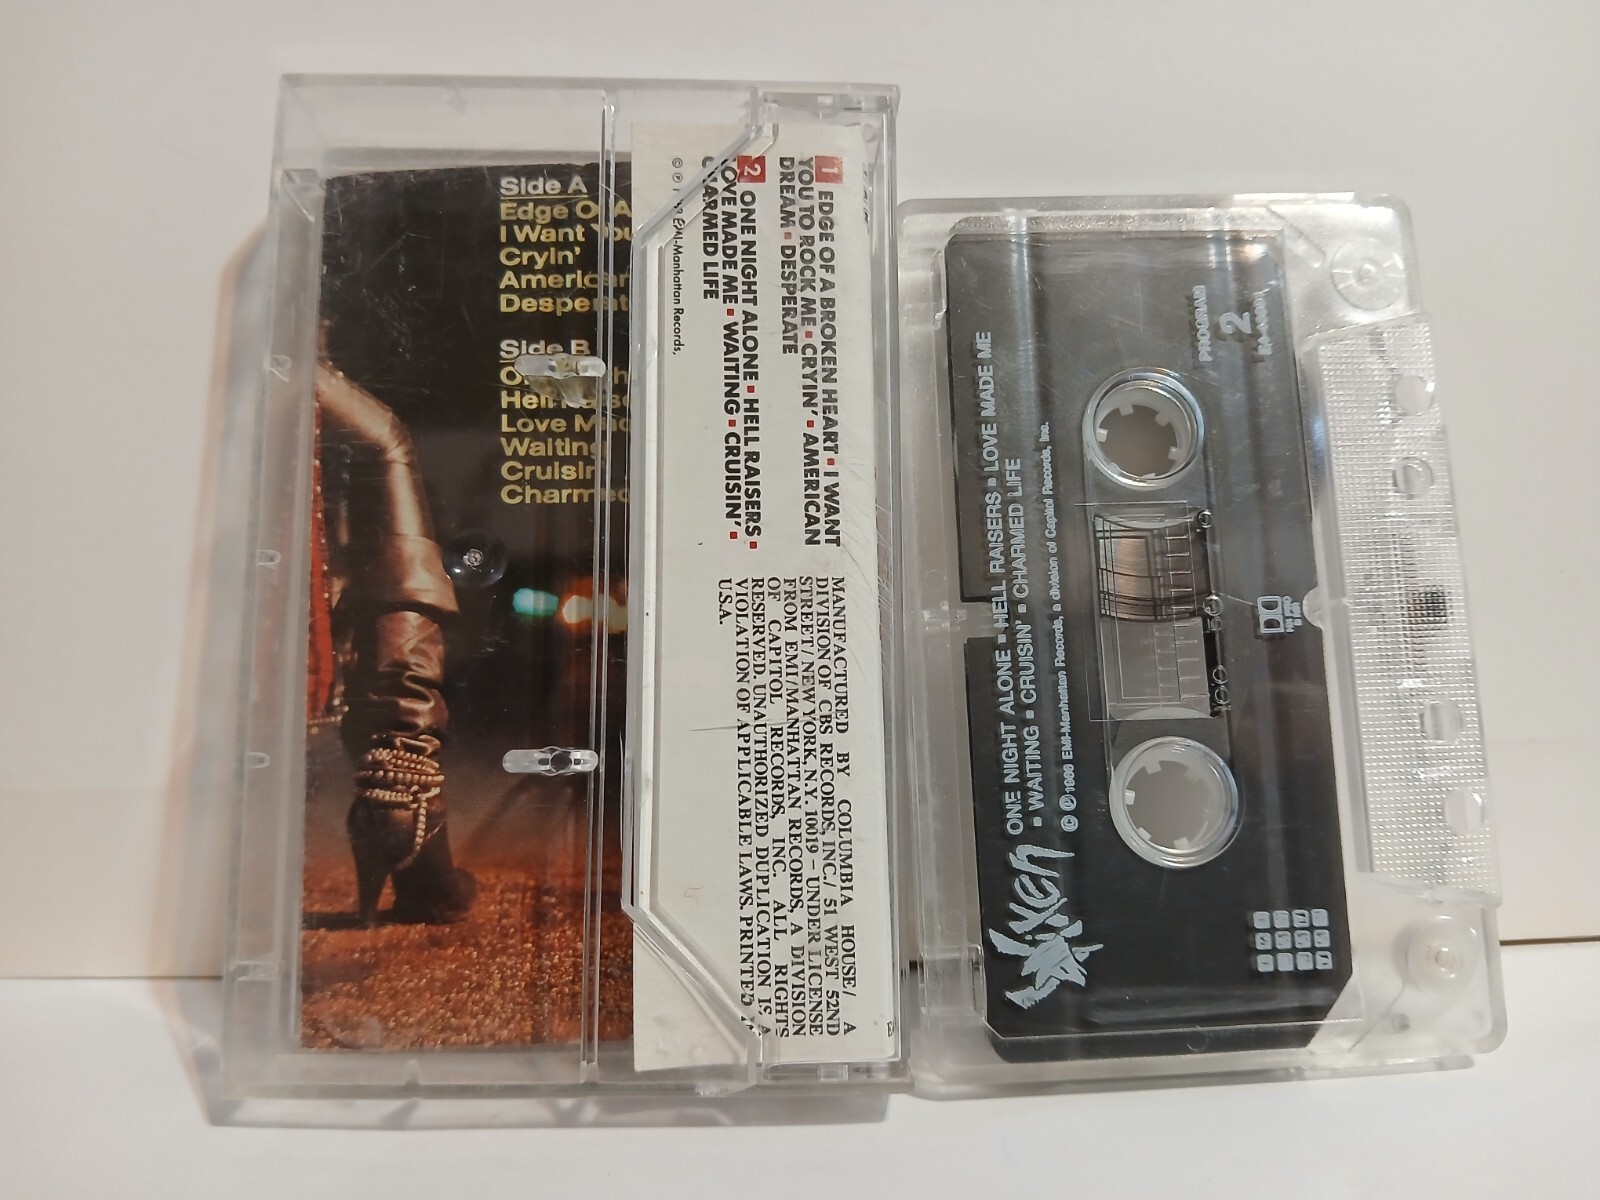 Side A
Edge Of A
I Want You
Cryin'
American
Desperat
Side B
Hell Raise
Love Mad
Waiting
Cruisin
Charmed
1 EDGE OF A BROKEN HEART ▪ I WANT
YOU TO ROCK ME ▪ CRYIN' ▪ AMERICAN
DREAM ▪ DESPERATE
2 ONE NIGHT ALONE ▪ HELL RAISERS ▪
LOVE MADE ME ▪ WAITING ▪ CRUISIN' ▪
CHARMED LIFE
© ℗ EMI-Manhattan Records,
MANUFACTURED BY COLUMBIA HOUSE/ A
DIVISION OF CBS RECORDS, INC./ 51 WEST 52ND
STREET/ NEW YORK, N.Y. 10019 – UNDER LICENSE
FROM EMI/MANHATTAN RECORDS, A DIVISION
OF CAPITOL RECORDS, INC. ALL RIGHTS
RESERVED. UNAUTHORIZED DUPLICATION IS A
VIOLATION OF APPLICABLE LAWS. PRINTED IN
U.S.A.
PROGRAM
2
ViXen
ONE NIGHT ALONE ▪ HELL RAISERS ▪ LOVE MADE ME
▪ WAITING ▪ CRUISIN' ▪ CHARMED LIFE
© ℗ 1988 EMI-Manhattan Records, a division of Capitol Records, Inc.
100 50 0